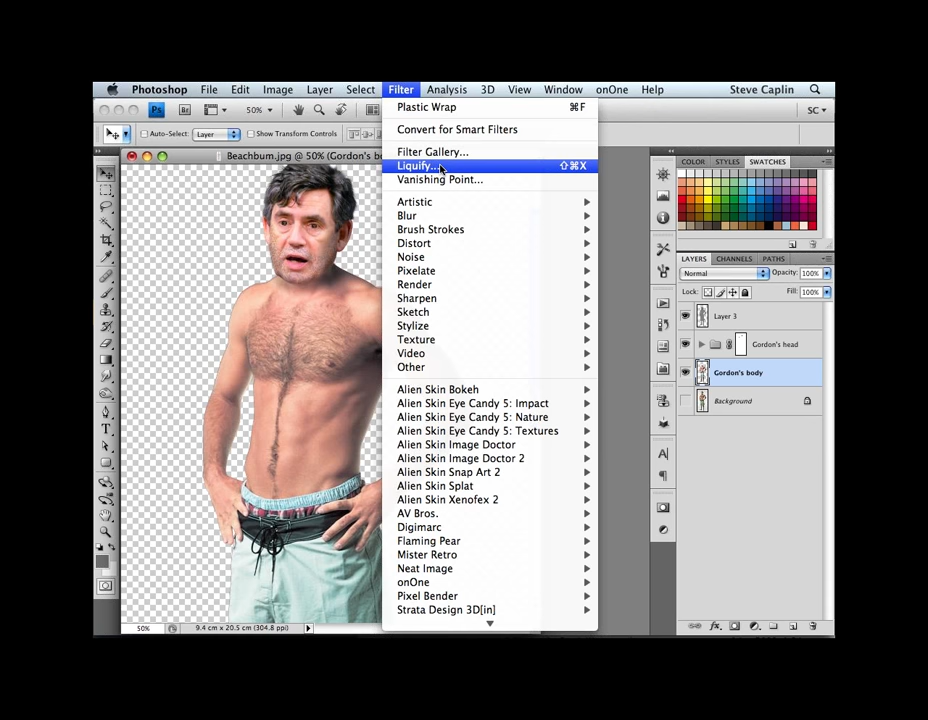 Photoshop File Edit Image Layer Select Filter Analysis 3D View Window onOne Help Steve Caplin
Ps Br 50% SC
Auto-Select: Layer Show Transform Controls
Beachbum.jpg @ 50% (Gordon's bo
Plastic Wrap ⌘F
Convert for Smart Filters
Filter Gallery...
Liquify... ⇧⌘X
Vanishing Point...
Artistic
Blur
Brush Strokes
Distort
Noise
Pixelate
Render
Sharpen
Sketch
Stylize
Texture
Video
Other
Alien Skin Bokeh
Alien Skin Eye Candy 5: Impact
Alien Skin Eye Candy 5: Nature
Alien Skin Eye Candy 5: Textures
Alien Skin Image Doctor
Alien Skin Image Doctor 2
Alien Skin Snap Art 2
Alien Skin Splat
Alien Skin Xenofex 2
AV Bros.
Digimarc
Flaming Pear
Mister Retro
Neat Image
onOne
Pixel Bender
Strata Design 3D[in]
COLOR STYLES SWATCHES
LAYERS CHANNELS PATHS
Normal Opacity: 100%
Lock: Fill: 100%
Layer 3
Gordon's head
Gordon's body
Background
50% 9.4 cm x 20.5 cm (304.8 ppi)